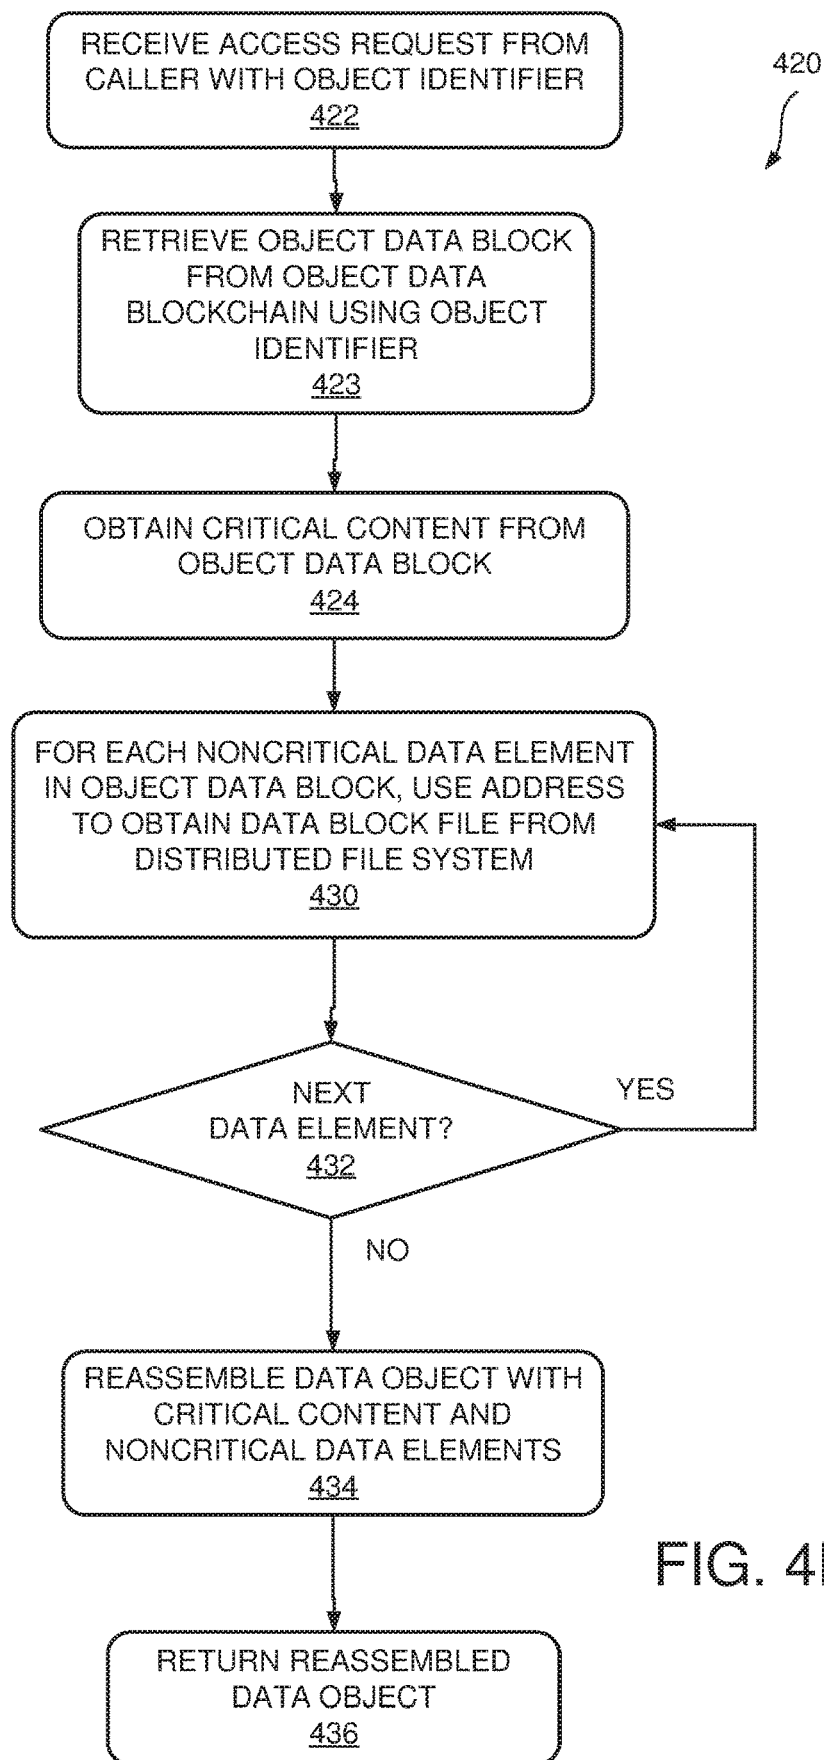 RECEIVE ACCESS REQUEST FROM
CALLER WITH OBJECT IDENTIFIER
422
420
RETRIEVE OBJECT DATA BLOCK
FROM OBJECT DATA
BLOCKCHAIN USING OBJECT
IDENTIFIER
423
OBTAIN CRITICAL CONTENT FROM
OBJECT DATA BLOCK
424
FOR EACH NONCRITICAL DATA ELEMENT
IN OBJECT DATA BLOCK, USE ADDRESS
TO OBTAIN DATA BLOCK FILE FROM
DISTRIBUTED FILE SYSTEM
430
NEXT
DATA ELEMENT?
432
YES
NO
REASSEMBLE DATA OBJECT WITH
CRITICAL CONTENT AND
NONCRITICAL DATA ELEMENTS
434
FIG.
RETURN REASSEMBLED
DATA OBJECT
436